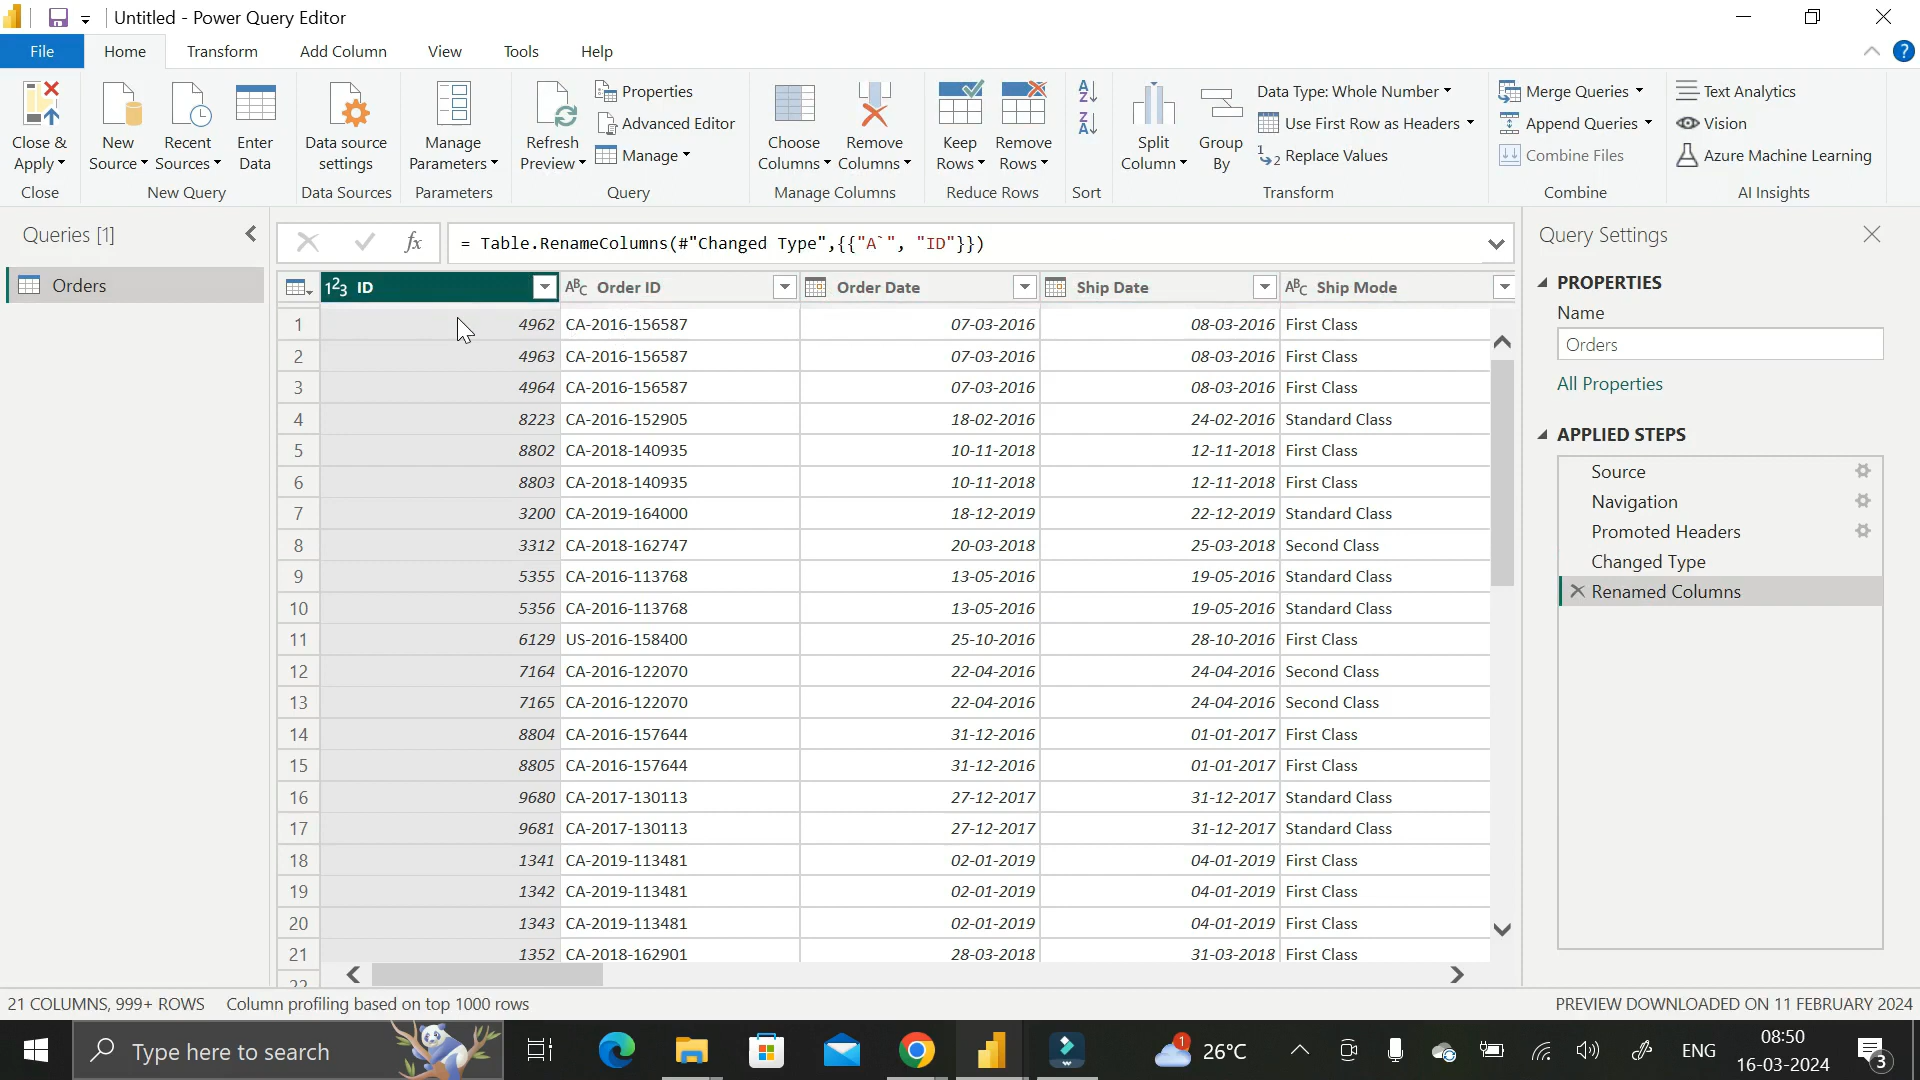 Untitled - Power Query Editor
File Home Transform Add Column View Tools Help
Close & Apply
Close
New Source
Recent Sources
Enter Data
New Query
Data source settings
Data Sources
Manage Parameters
Parameters
Refresh Preview
Properties
Advanced Editor
Manage
Query
Choose Columns
Remove Columns
Manage Columns
Keep Rows
Remove Rows
Reduce Rows
Sort
Split Column
Group By
Data Type: Whole Number
Use First Row as Headers
Replace Values
Transform
Merge Queries
Append Queries
Combine Files
Combine
Text Analytics
Vision
Azure Machine Learning
AI Insights
Queries [1]
Orders
fx = Table.RenameColumns(#"Changed Type",{{"A`", "ID"}})
123 ID ABC Order ID Order Date Ship Date ABC Ship Mode
1 4962 CA-2016-156587 07-03-2016 08-03-2016 First Class
2 4963 CA-2016-156587 07-03-2016 08-03-2016 First Class
3 4964 CA-2016-156587 07-03-2016 08-03-2016 First Class
4 8223 CA-2016-152905 18-02-2016 24-02-2016 Standard Class
5 8802 CA-2018-140935 10-11-2018 12-11-2018 First Class
6 8803 CA-2018-140935 10-11-2018 12-11-2018 First Class
7 3200 CA-2019-164000 18-12-2019 22-12-2019 Standard Class
8 3312 CA-2018-162747 20-03-2018 25-03-2018 Second Class
9 5355 CA-2016-113768 13-05-2016 19-05-2016 Standard Class
10 5356 CA-2016-113768 13-05-2016 19-05-2016 Standard Class
11 6129 US-2016-158400 25-10-2016 28-10-2016 First Class
12 7164 CA-2016-122070 22-04-2016 24-04-2016 Second Class
13 7165 CA-2016-122070 22-04-2016 24-04-2016 Second Class
14 8804 CA-2016-157644 31-12-2016 01-01-2017 First Class
15 8805 CA-2016-157644 31-12-2016 01-01-2017 First Class
16 9680 CA-2017-130113 27-12-2017 31-12-2017 Standard Class
17 9681 CA-2017-130113 27-12-2017 31-12-2017 Standard Class
18 1341 CA-2019-113481 02-01-2019 04-01-2019 First Class
19 1342 CA-2019-113481 02-01-2019 04-01-2019 First Class
20 1343 CA-2019-113481 02-01-2019 04-01-2019 First Class
21 1352 CA-2018-162901 28-03-2018 31-03-2018 First Class
22
Query Settings
PROPERTIES
Name
Orders
All Properties
APPLIED STEPS
Source
Navigation
Promoted Headers
Changed Type
Renamed Columns
21 COLUMNS, 999+ ROWS Column profiling based on top 1000 rows PREVIEW DOWNLOADED ON 11 FEBRUARY 2024
Type here to search
1
26°C
ENG
08:50
16-03-2024
3